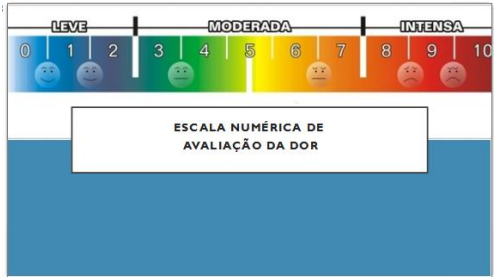 LEVE MODERADA INTENSA
0 1 2 3 4 5 6 7 8 9 10
ESCALA NUMÉRICA DE
AVALIAÇÃO DA DOR